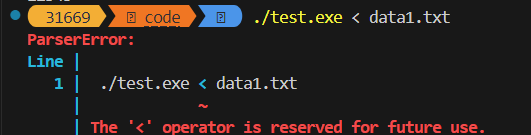 31669 code ./test.exe < data1.txt
ParserError:
Line |
1 | ./test.exe < data1.txt
| ~
| The '<' operator is reserved for future use.